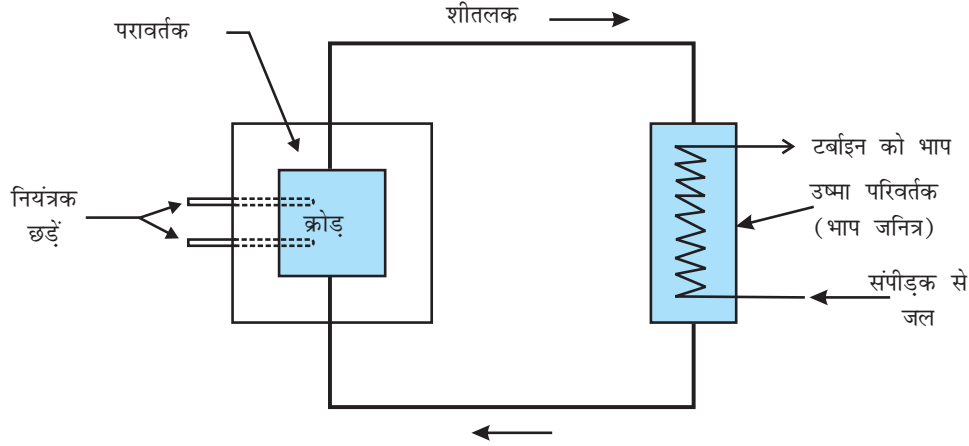 शीतलक
परावर्तक
नियंत्रक
छड़ें
क्रोड़
टर्बाइन को भाप
उष्मा परिवर्तक
(भाप जनित्र)
संपीड़क से
जल